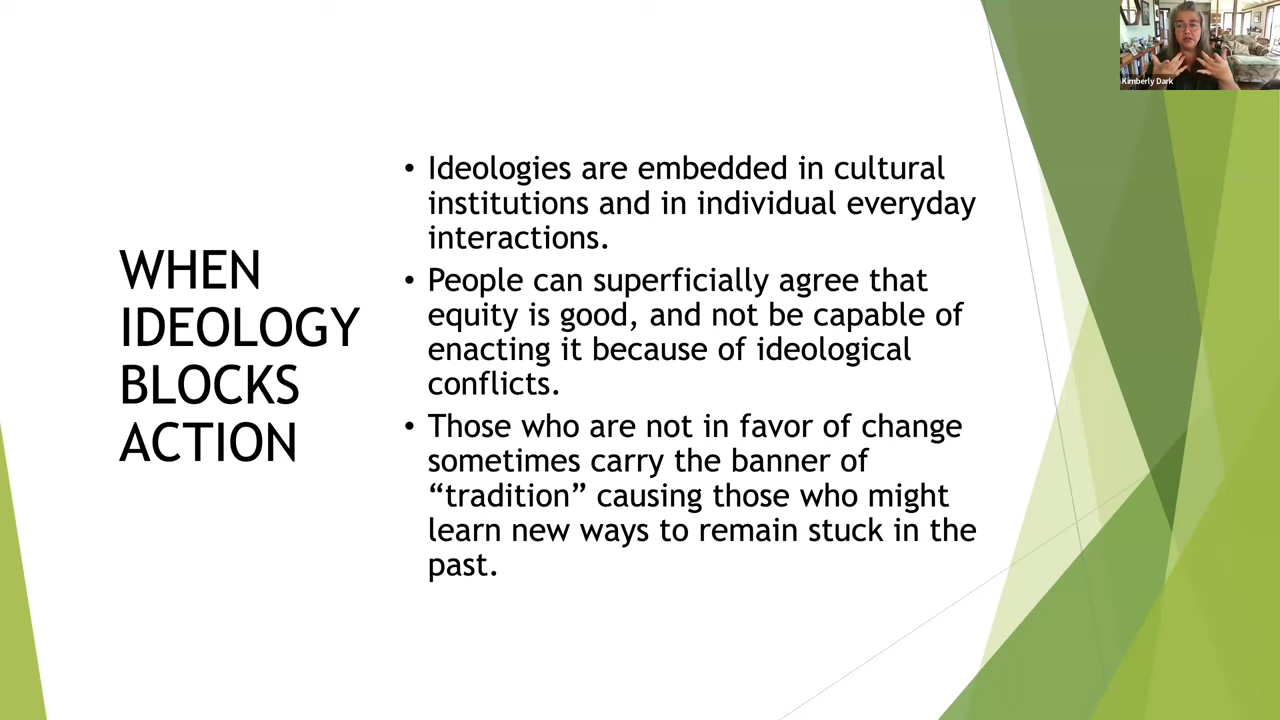 WHEN
IDEOLOGY
BLOCKS
ACTION
• Ideologies are embedded in cultural
institutions and in individual everyday
interactions.
• People can superficially agree that
equity is good, and not be capable of
enacting it because of ideological
conflicts.
• Those who are not in favor of change
sometimes carry the banner of
“tradition” causing those who might
learn new ways to remain stuck in the
past.
Kimberly Dark